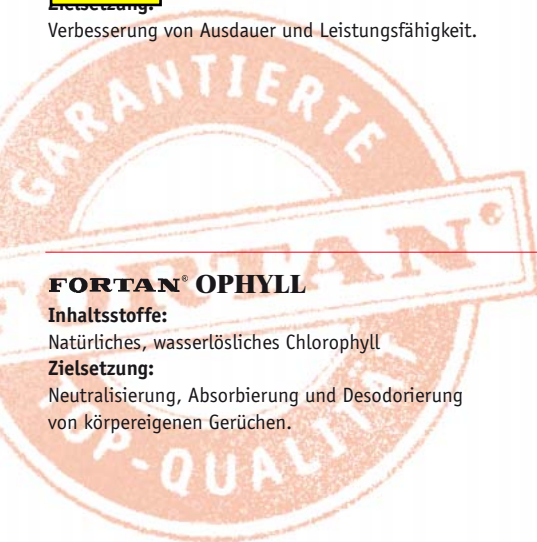 Zielsetzung:
Verbesserung von Ausdauer und Leistungsfähigkeit.
GARANTIERTE
FORTAN®
TOP-QUALITÄT
FORTAN® OPHYLL
Inhaltsstoffe:
Natürliches, wasserlösliches Chlorophyll
Zielsetzung:
Neutralisierung, Absorbierung und Desodorierung
von körpereigenen Gerüchen.